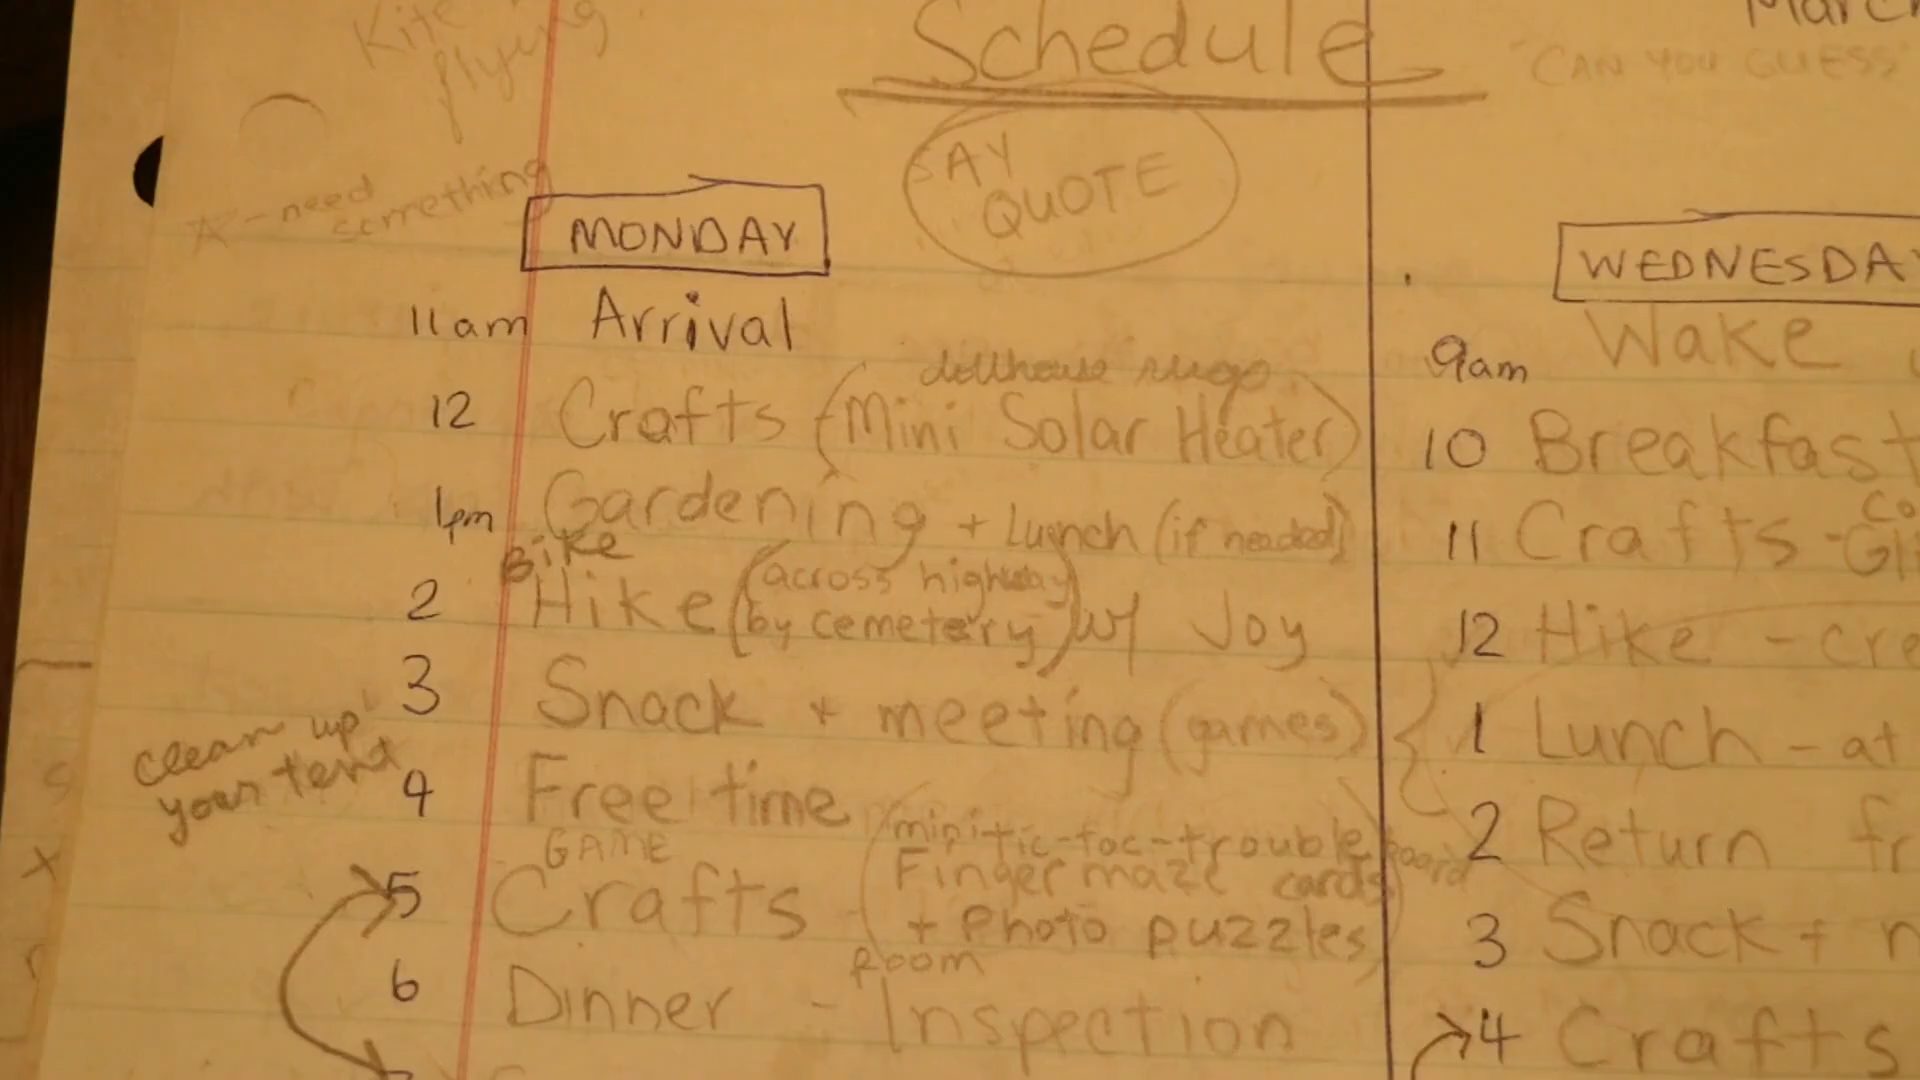 Kite
flying
Schedule
March
"CAN YOU GUESS"
SAY
QUOTE
☆ - need
something
MONDAY
11am Arrival
dollhouse rugs
12 Crafts (Mini Solar Heater)
1pm Gardening + Lunch (if needed)
Bike
2 Hike (across highway
by cemetery) w/ Joy
3 Snack + meeting (games)
clean up
your tent
4 Free time
GAME
5 Crafts (mini-tic-tac-trouble board
Finger maze cards
+ Photo puzzles)
Room
6 Dinner - Inspection
WEDNESDAY
9am Wake
10 Breakfast
11 Crafts -
12 Hike - cre
1 Lunch - at
2 Return fr
3 Snack +
4 Crafts